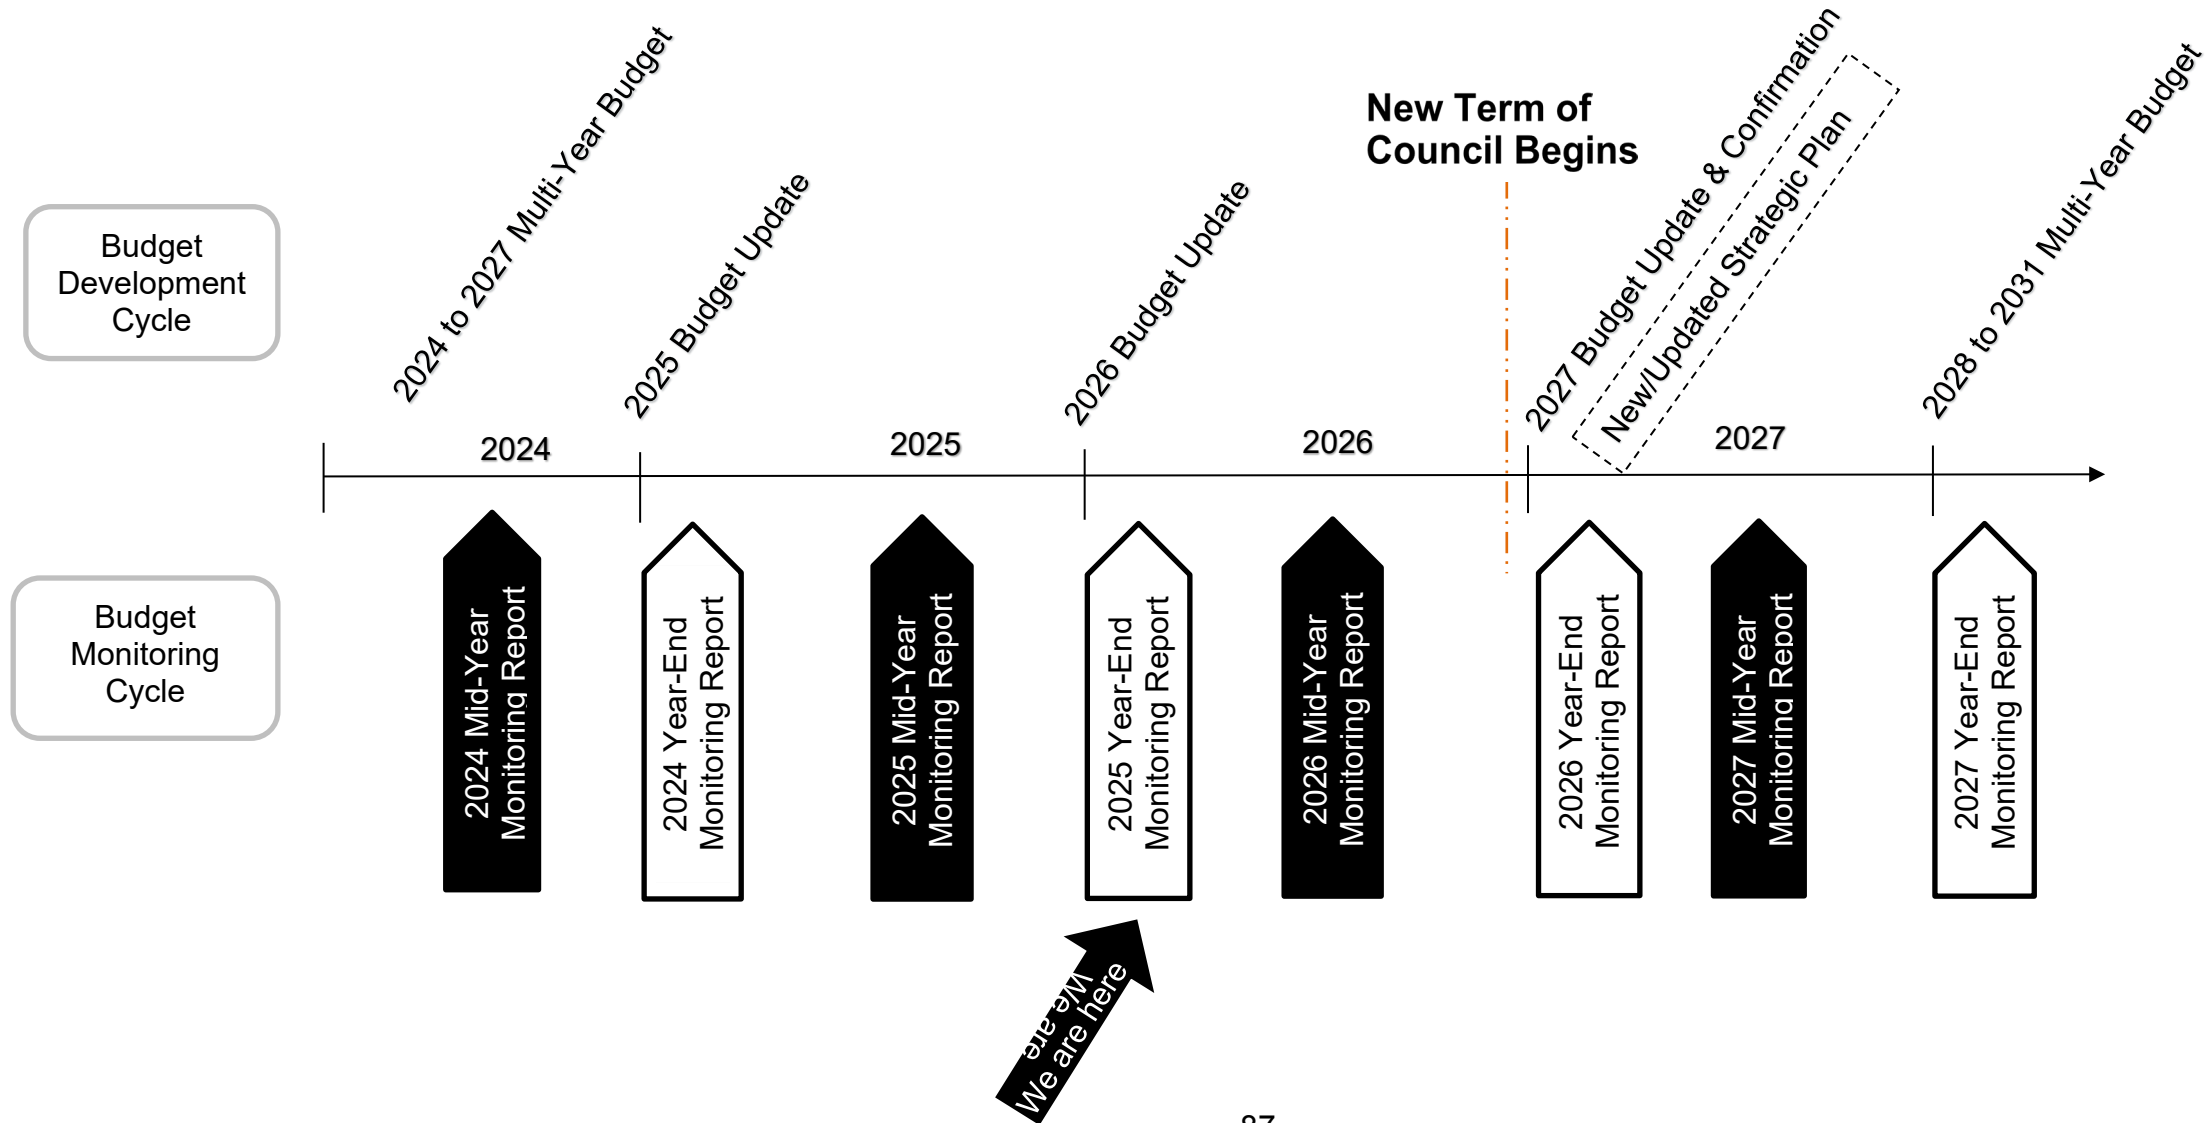 2024 to 2027 Multi-Year Budget
2025 Budget Update
2026 Budget Update
New Term of
Council Begins
2027 Budget Update & Confirmation
New/Updated Strategic Plan
2028 to 2031 Multi-Year Budget
Budget
Development
Cycle
2024
2025
2026
2027
Budget
Monitoring
Cycle
2024 Mid-Year
Monitoring Report
2024 Year-End
Monitoring Report
2025 Mid-Year
Monitoring Report
2025 Year-End
Monitoring Report
2026 Mid-Year
Monitoring Report
2026 Year-End
Monitoring Report
2027 Mid-Year
Monitoring Report
2027 Year-End
Monitoring Report
We are
We are here
87